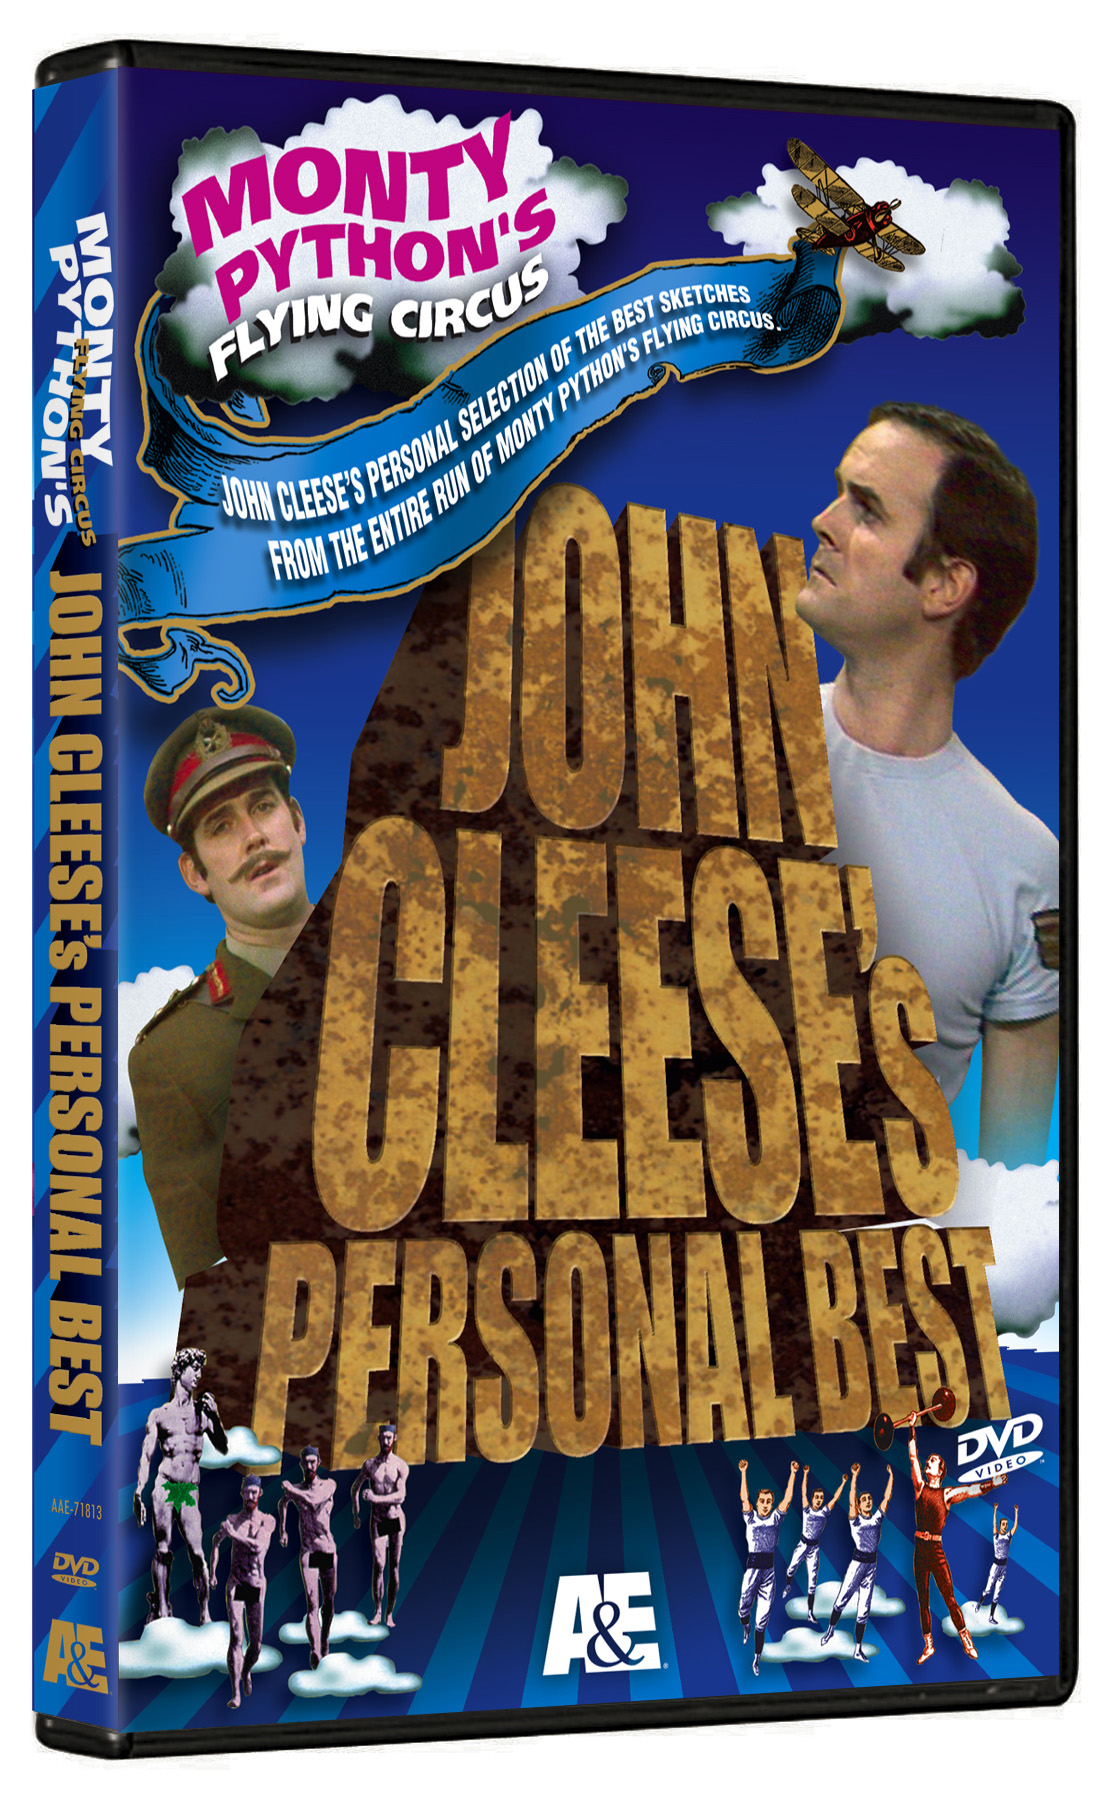 MONTY
PYTHON'S
FLYING CIRCUS
JOHN CLEESE'S PERSONAL SELECTION OF THE BEST SKETCHES
FROM THE ENTIRE RUN OF MONTY PYTHON'S FLYING CIRCUS.
JOHN
CLEESE's
PERSONAL BEST
DVD
VIDEO
A&E
MONTY
PYTHON'S
FLYING CIRCUS
JOHN CLEESE's PERSONAL BEST
AAE-71813
DVD
VIDEO
A&E